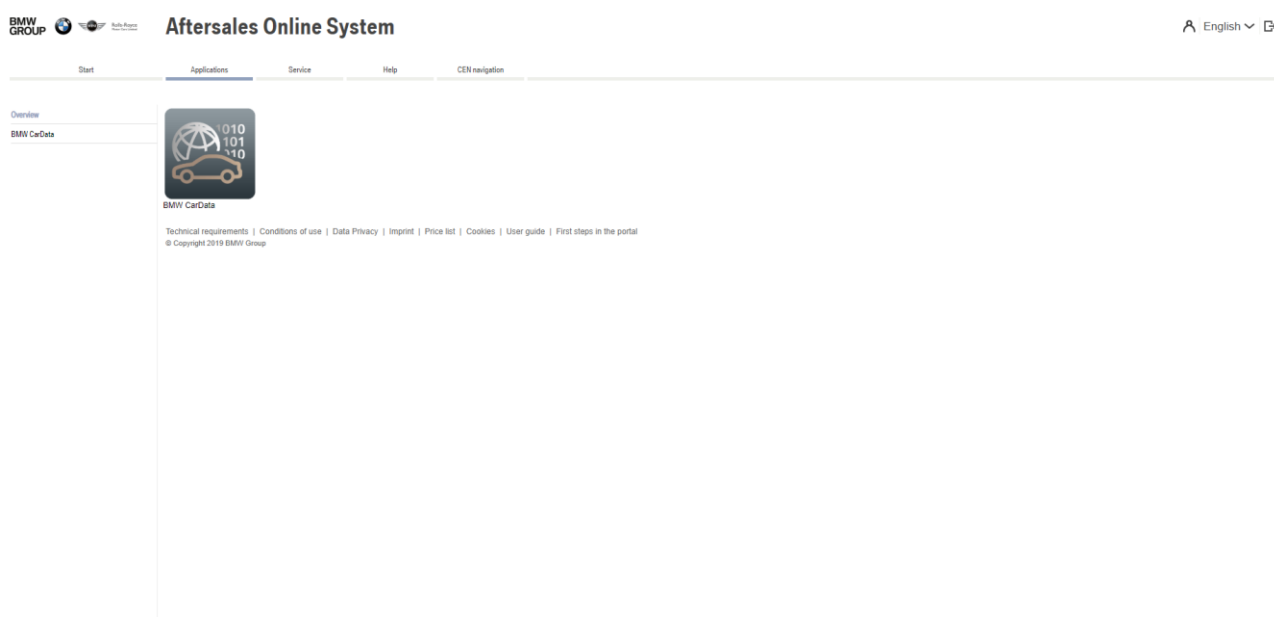 BMW
GROUP
Aftersales Online System
English
Start
Applications
Service
Help
CEN navigation
Overview
BMW CarData
1010
101
010
BMW CarData
Technical requirements | Conditions of use | Data Privacy | Imprint | Price list | Cookies | User guide | First steps in the portal
© Copyright 2019 BMW Group